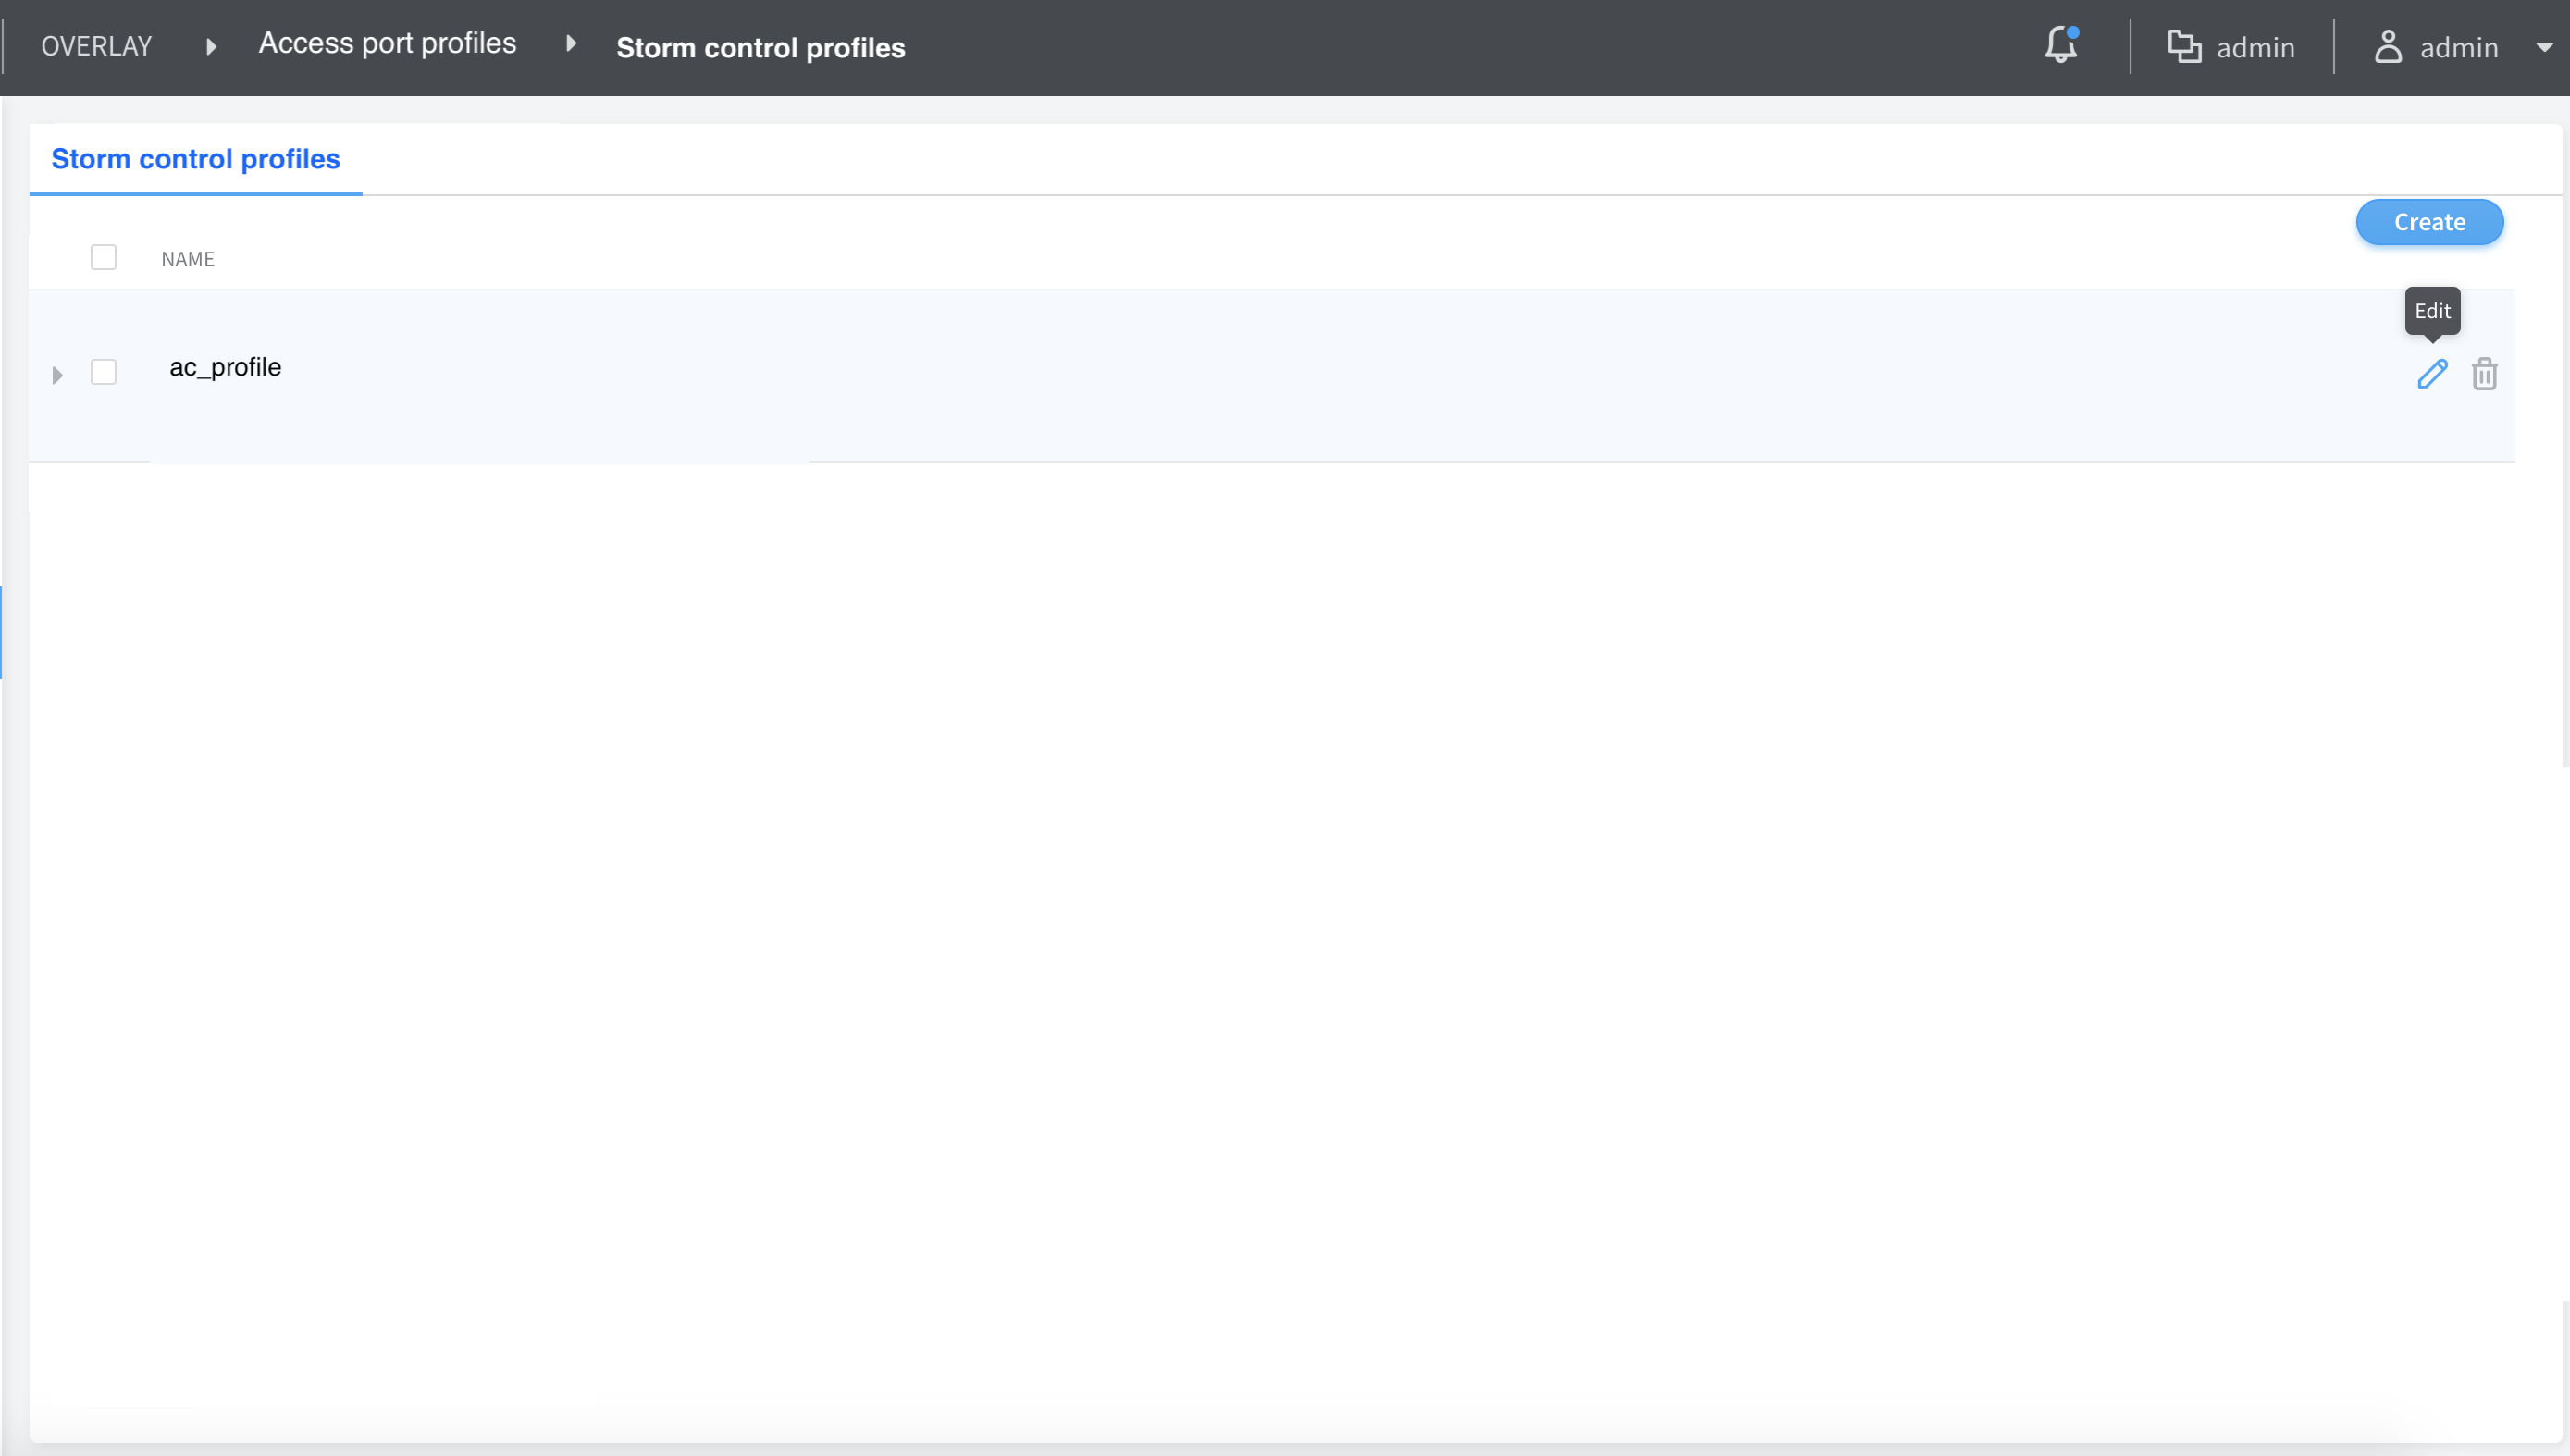 OVERLAY Access port profiles Storm control profiles admin admin
Storm control profiles
Create
NAME
Edit
ac_profile